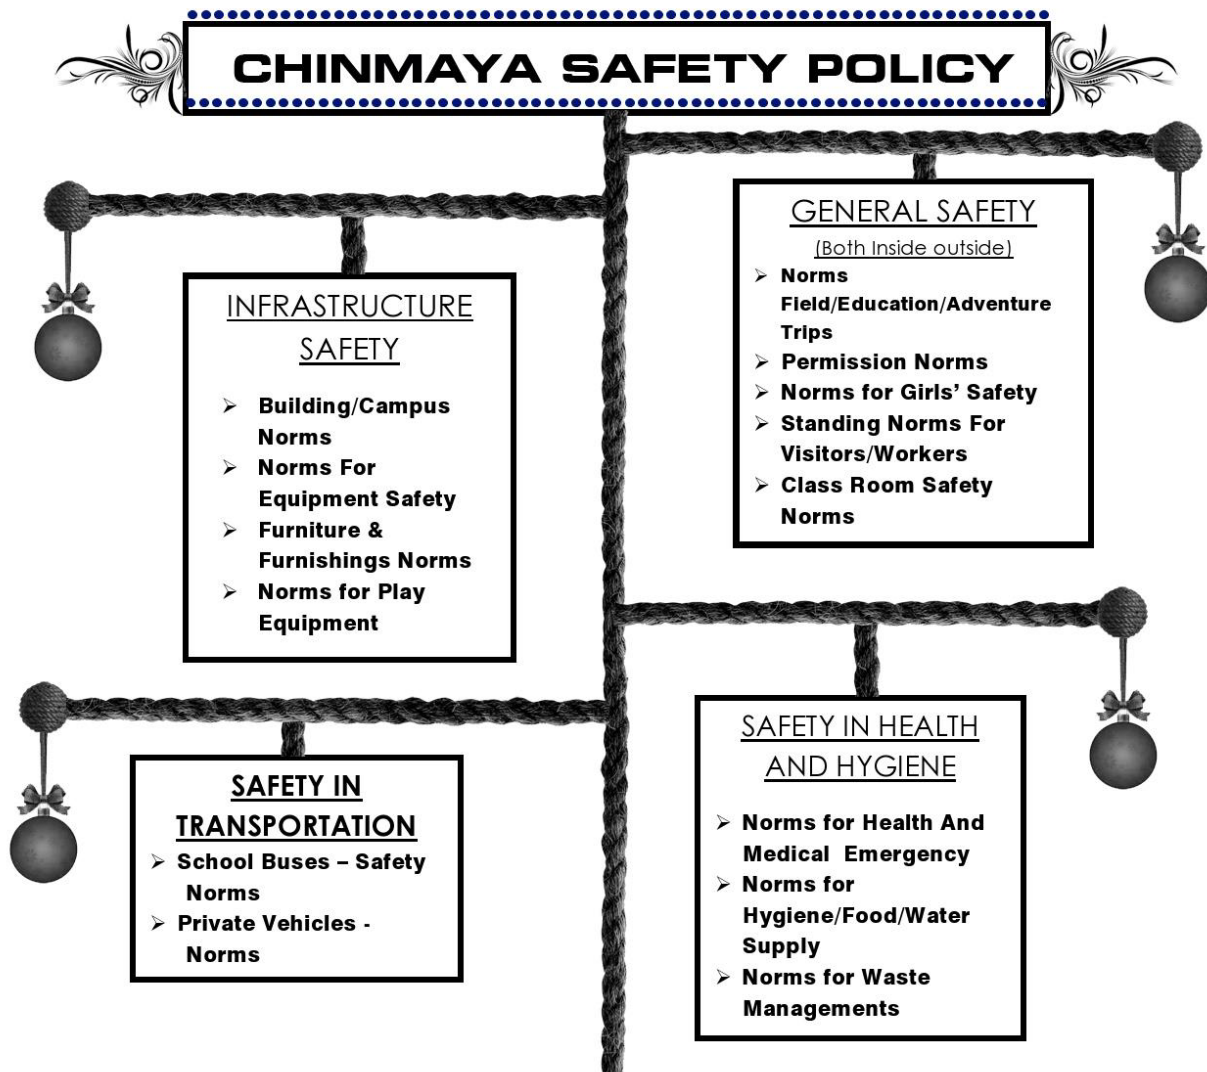 CHINMAYA SAFETY POLICY
INFRASTRUCTURE
SAFETY
➢ Building/Campus
Norms
➢ Norms For
Equipment Safety
➢ Furniture &
Furnishings Norms
➢ Norms for Play
Equipment
GENERAL SAFETY
(Both Inside outside)
➢ Norms
Field/Education/Adventure
Trips
➢ Permission Norms
➢ Norms for Girls’ Safety
➢ Standing Norms For
Visitors/Workers
➢ Class Room Safety
Norms
SAFETY IN
TRANSPORTATION
➢ School Buses – Safety
Norms
➢ Private Vehicles -
Norms
SAFETY IN HEALTH
AND HYGIENE
➢ Norms for Health And
Medical Emergency
➢ Norms for
Hygiene/Food/Water
Supply
➢ Norms for Waste
Managements